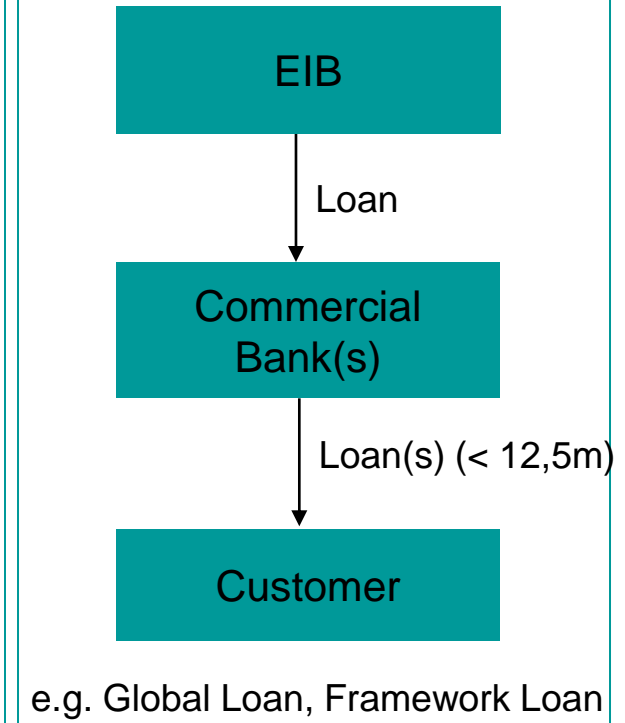 EIB
Loan
Commercial
Bank(s)
Loan(s) (< 12,5m)
Customer
e.g. Global Loan, Framework Loan